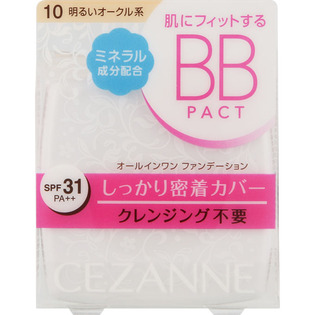 10 明るいオークル系
肌にフィットする
ミネラル
成分配合
BB
PACT
オールインワン ファンデーション
SPF 31
PA++
しっかり密着カバー
クレンジング不要
CEZANNE